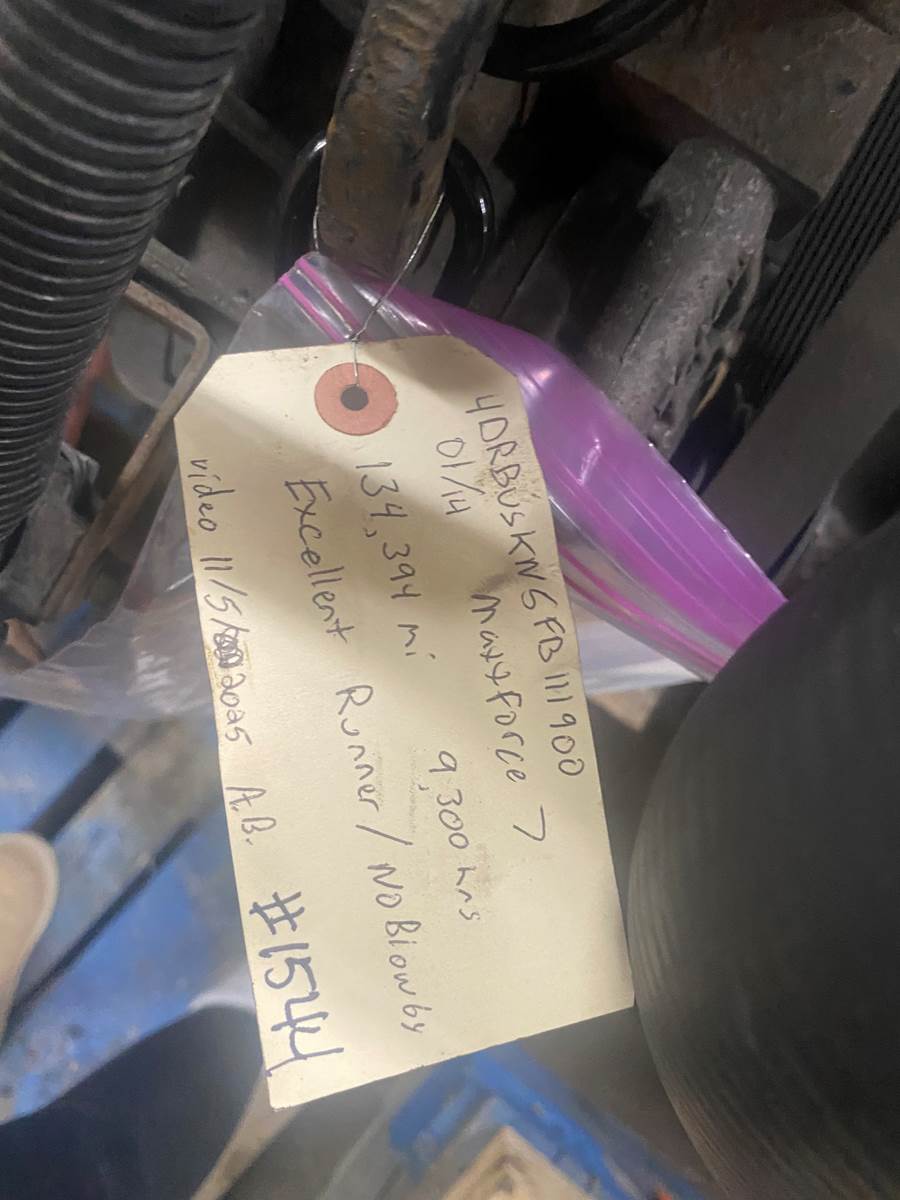 4DRBUSKN5FB111900
01/14 Maxxforce 7
134,394 mi 9,300 hrs
Excellent Runner / No Blowby
video 11/5/2025 A.B. #1544